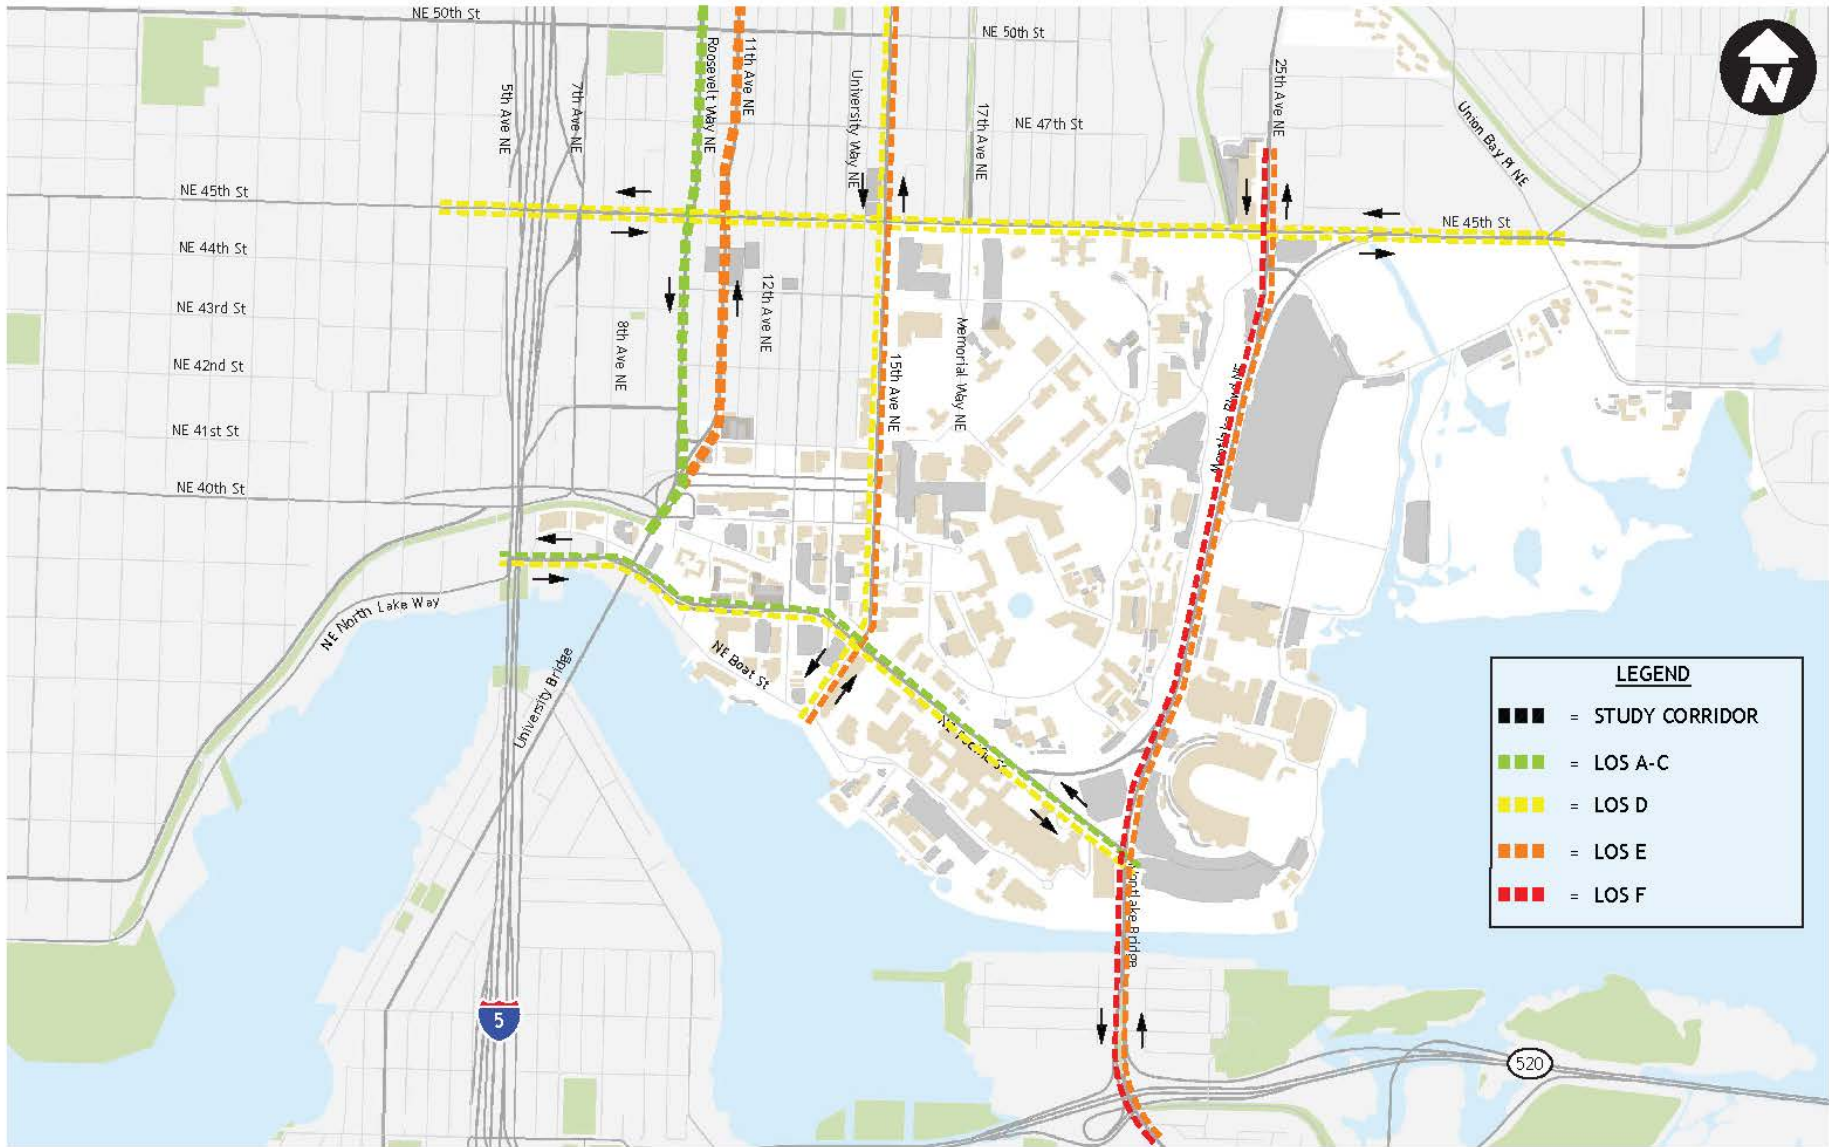 NE 50th St
NE 50th St
N
Roosevelt Way NE
11th Ave NE
University Way NE
5th Ave NE
7th Ave NE
17th Ave NE
25th Ave NE
Union Bay Pl NE
NE 47th St
NE 45th St
NE 45th St
NE 44th St
NE 43rd St
12th Ave NE
8th Ave NE
Memorial Way NE
15th Ave NE
NE 42nd St
NE 41st St
NE 40th St
NE North Lake Way
NE Boat St
University Bridge
Bridge
5
520
LEGEND
= STUDY CORRIDOR
= LOS A-C
= LOS D
= LOS E
= LOS F